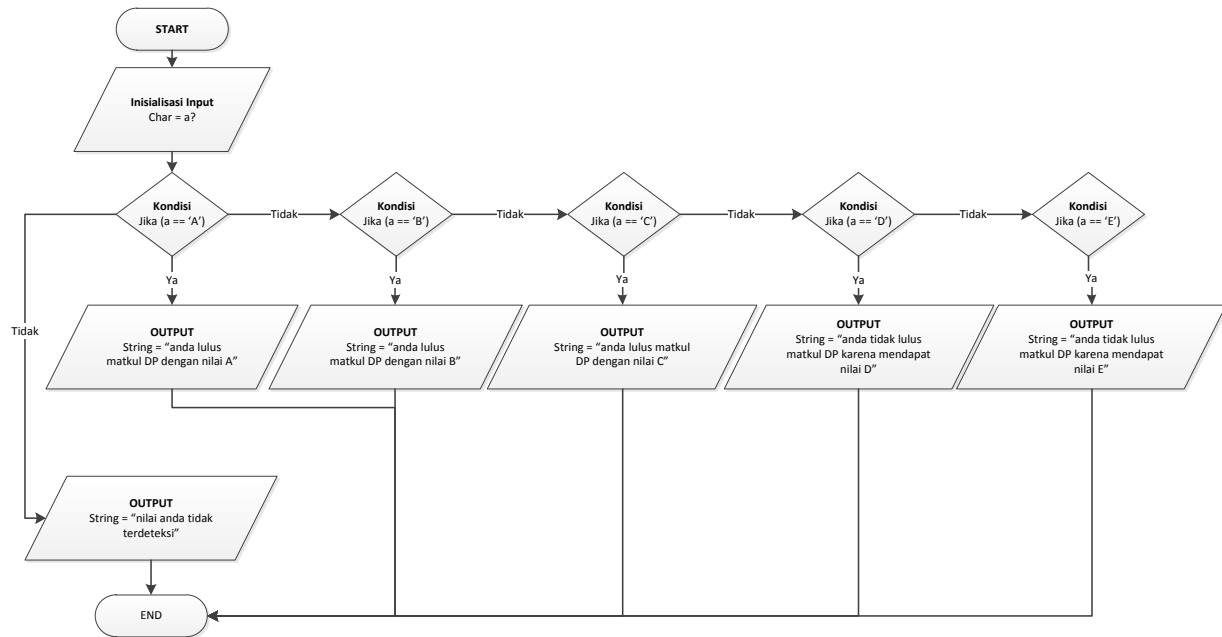 START
Inisialisasi Input
Char = a?
Kondisi
Jika (a == ‘A’)
Tidak
Kondisi
Jika (a == ‘B’)
Tidak
Kondisi
Jika (a == ‘C’)
Tidak
Kondisi
Jika (a == ‘D’)
Tidak
Kondisi
Jika (a == ‘E’)
Ya
Ya
Ya
Ya
Ya
Tidak
OUTPUT
String = “anda lulus
matkul DP dengan nilai A”
OUTPUT
String = “anda lulus
matkul DP dengan nilai B”
OUTPUT
String = “anda lulus matkul
DP dengan nilai C”
OUTPUT
String = “anda tidak lulus
matkul DP karena mendapat
nilai D”
OUTPUT
String = “anda tidak lulus
matkul DP karena mendapat
nilai E”
OUTPUT
String = “nilai anda tidak
terdeteksi”
END